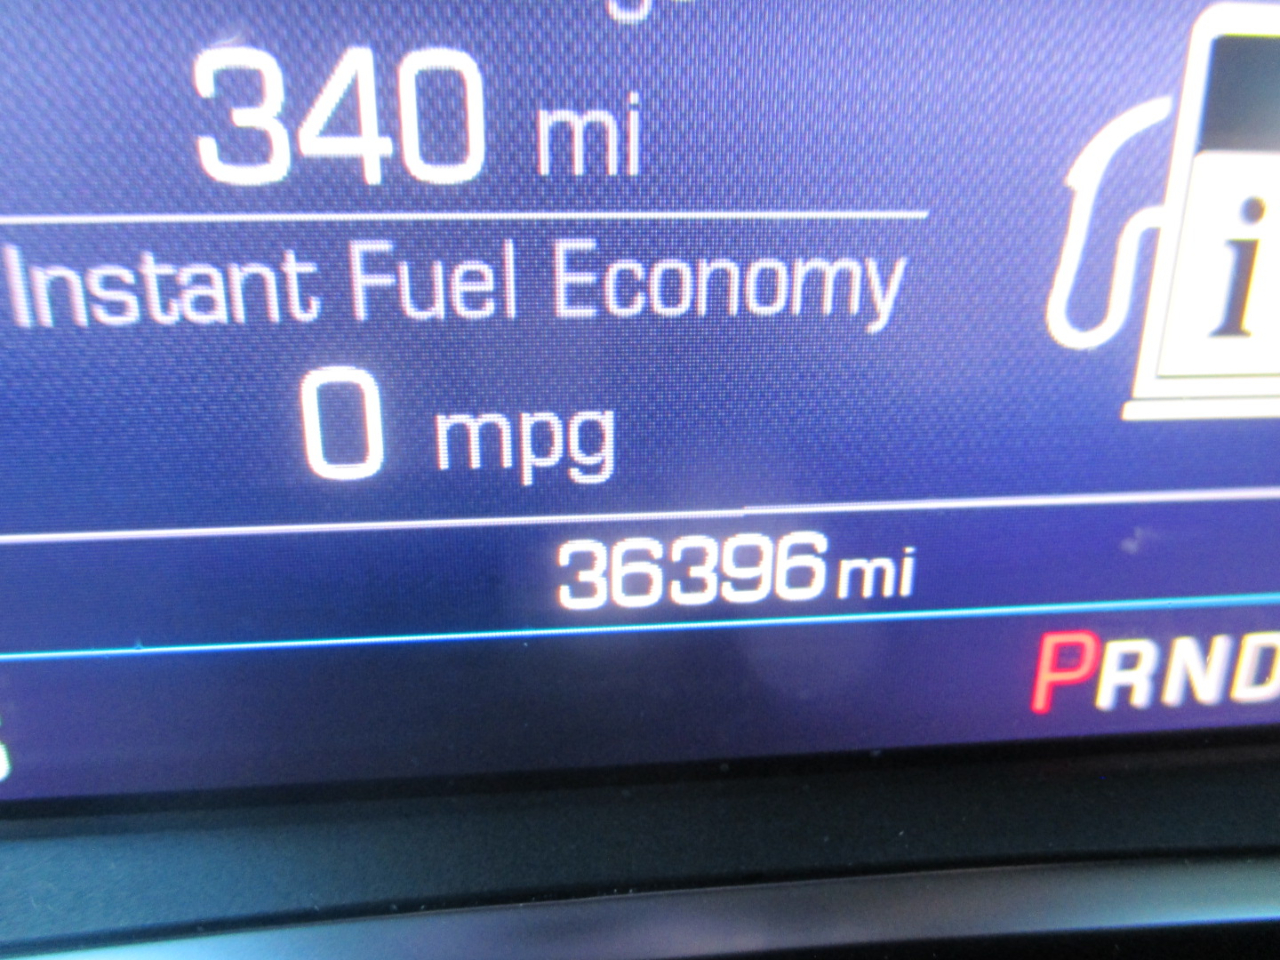 340 mi
Instant Fuel Economy
i
0 mpg
36396 mi
PRND